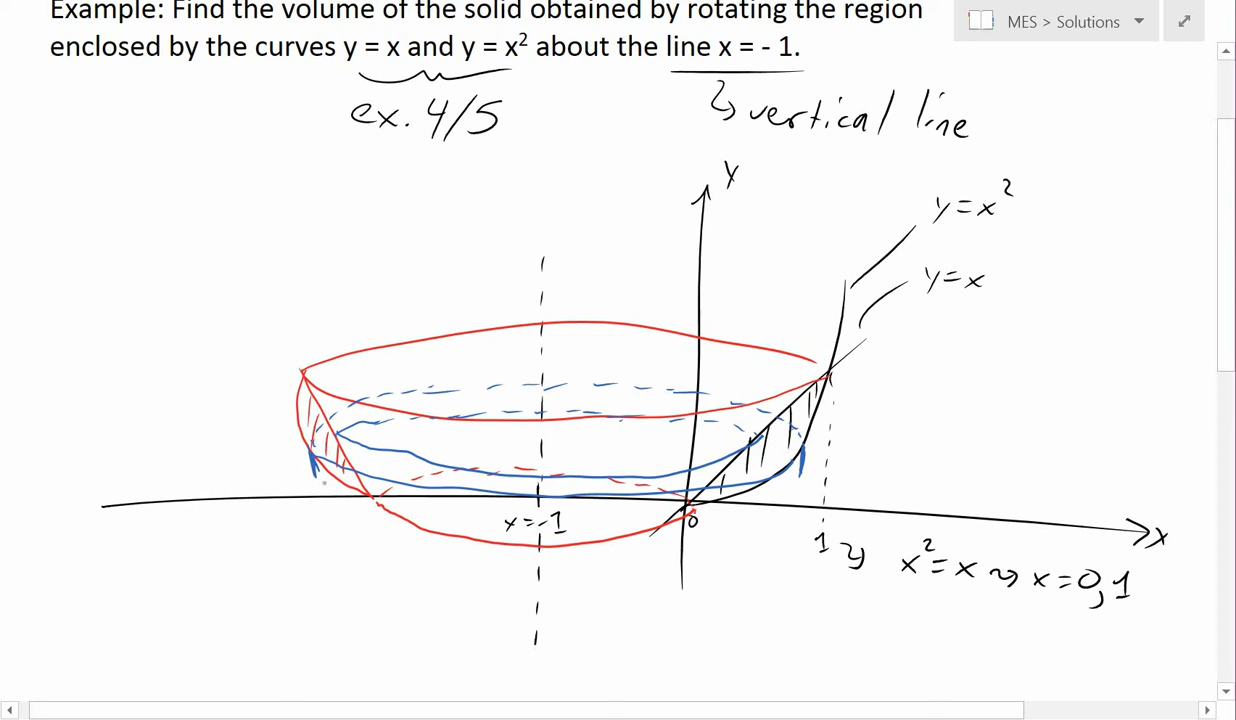 Example: Find the volume of the solid obtained by rotating the region
MES > Solutions
enclosed by the curves y = x and y = x² about the line x = - 1.
ex. 4/5
↳ vertical line
y
y = x²
y = x
x = -1
0
1
x² = x ⤳ x = 0, 1
x